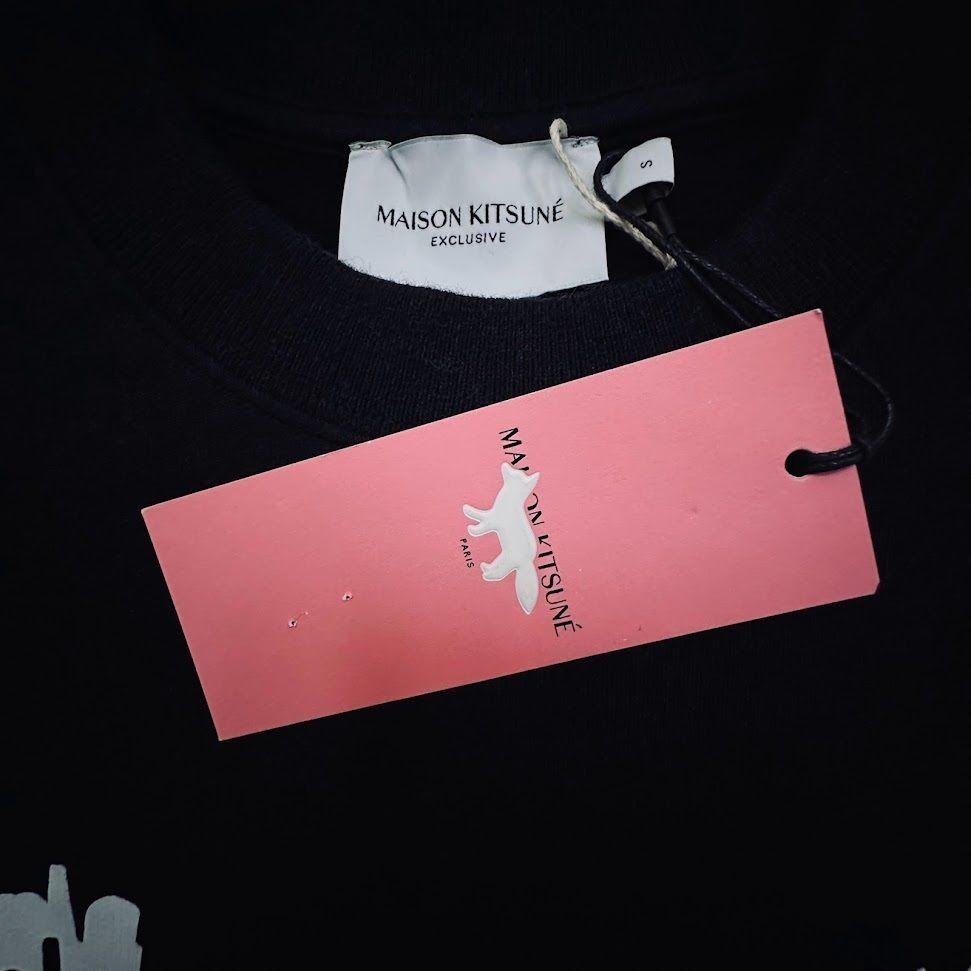 MAISON KITSUNÉ
EXCLUSIVE
S
MAISON KITSUNÉ
PARIS